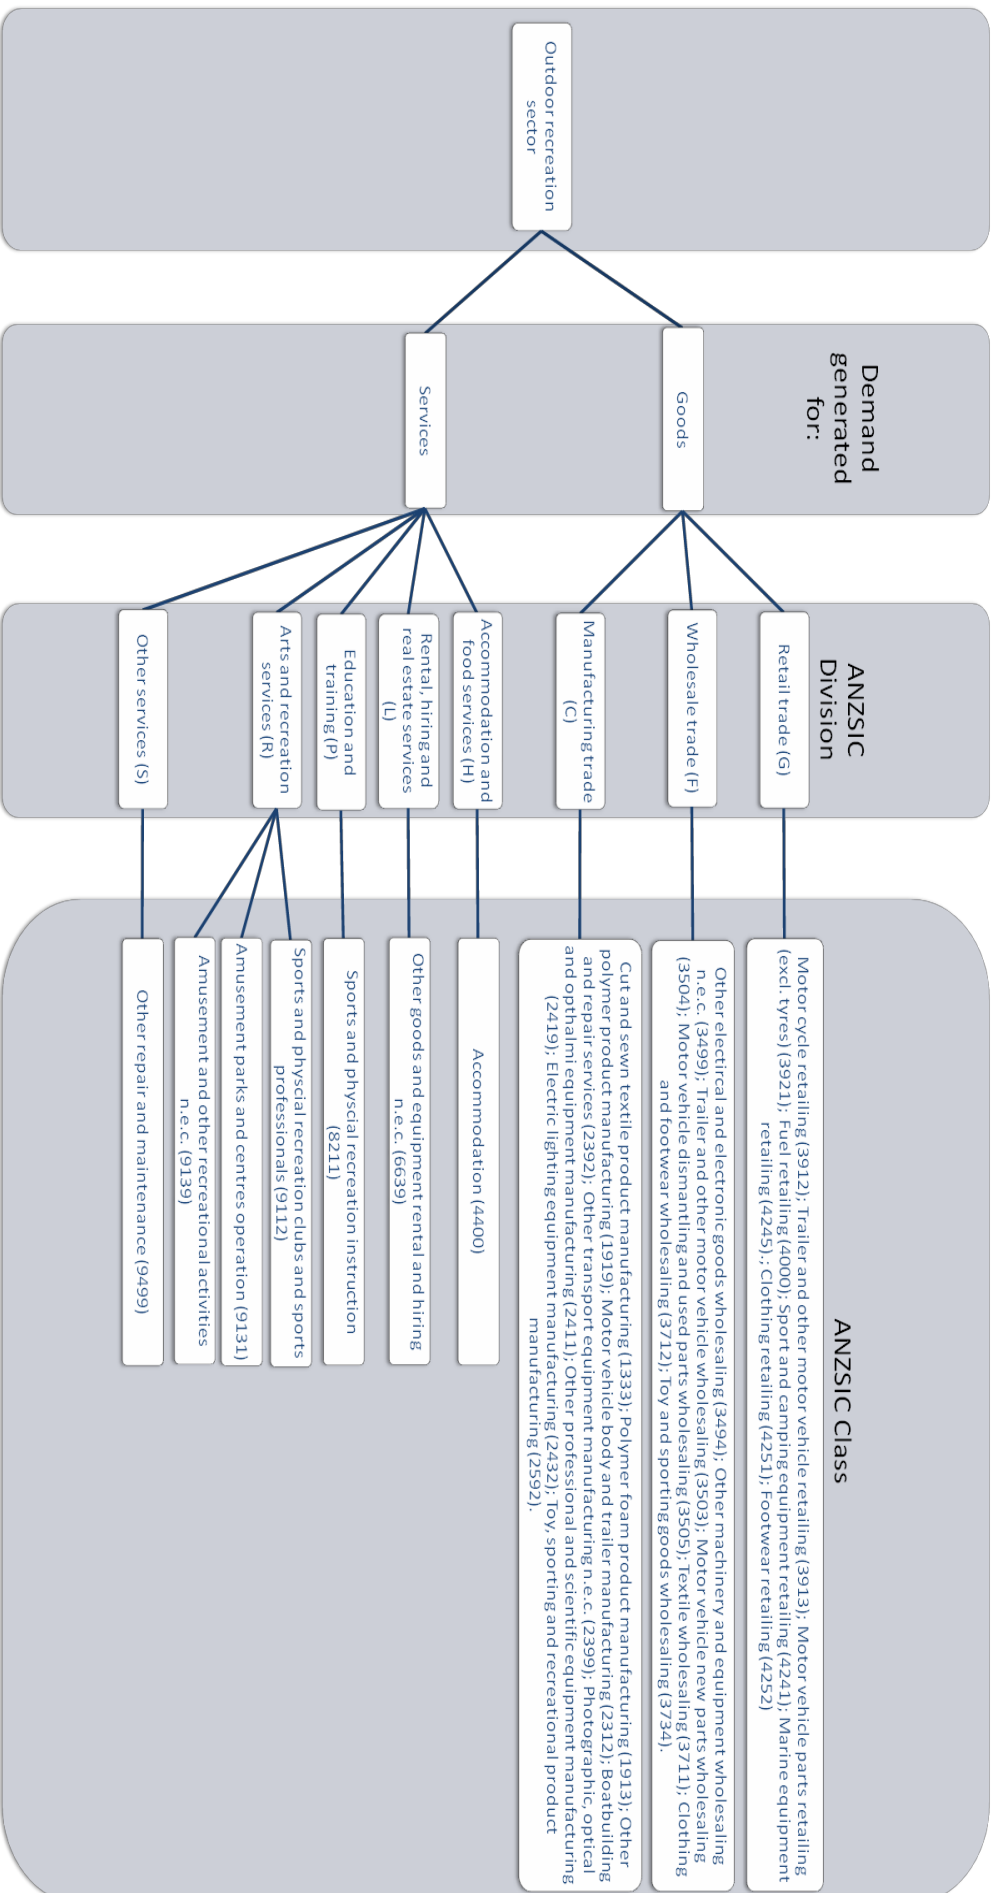 Outdoor recreation
sector
Demand
generated
for:
Goods
Services
ANZSIC
Division
Retail trade (G)
Wholesale trade (F)
Manufacturing trade
(C)
Accommodation and
food services (H)
Rental, hiring and
real estate services
(L)
Education and
training (P)
Arts and recreation
services (R)
Other services (S)
ANZSIC Class
Motor cycle retailing (3912); Trailer and other motor vehicle retailing (3913); Motor vehicle parts retailing
(excl. tyres) (3921); Fuel retailing (4000); Sport and camping equipment retailing (4241); Marine equipment
retailing (4245).; Clothing retailing (4251); Footwear retailing (4252)
Other electircal and electronic goods wholesaling (3494); Other machinery and equipment wholesaling
n.e.c. (3499); Trailer and other motor vehicle wholesaling (3503); Motor vehicle new parts wholesaling
(3504); Motor vehicle dismantling and used parts wholesaling (3505); Textile wholesaling (3711); Clothing
and footwear wholesaling (3712); Toy and sporting goods wholesaling (3734).
Cut and sewn textile product manufacturing (1333); Polymer foam product manufacturing (1913); Other
polymer product manufacturing (1919); Motor vehicle body and trailer manufacturing (2312); Boatbuilding
and repair services (2392); Other transport equipment manufacturing n.e.c. (2399); Photographic, optical
and opthalmi equipment manufacturing (2411); Other professional and scientific equipment manufacturing
(2419); Electric lighting equipment manufacturing (2432); Toy, sporting and recreational product
manufacturing (2592).
Accommodation (4400)
Other goods and equipment rental and hiring
n.e.c. (6639)
Sports and physcial recreation instruction
(8211)
Sports and physcial recreation clubs and sports
professionals (9112)
Amusement parks and centres operation (9131)
Amusement and other recreational activities
n.e.c. (9139)
Other repair and maintenance (9499)